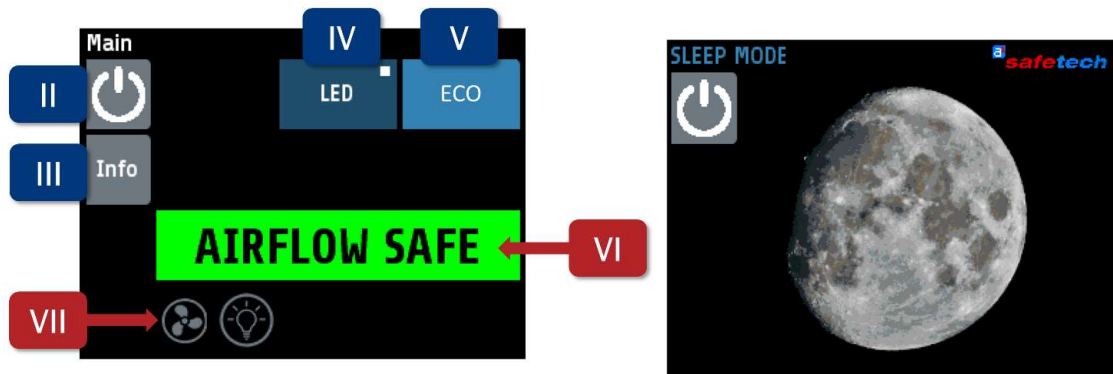 IV
V
Main
II
LED
ECO
III
Info
AIRFLOW SAFE
VI
VII
SLEEP MODE
a
safetech